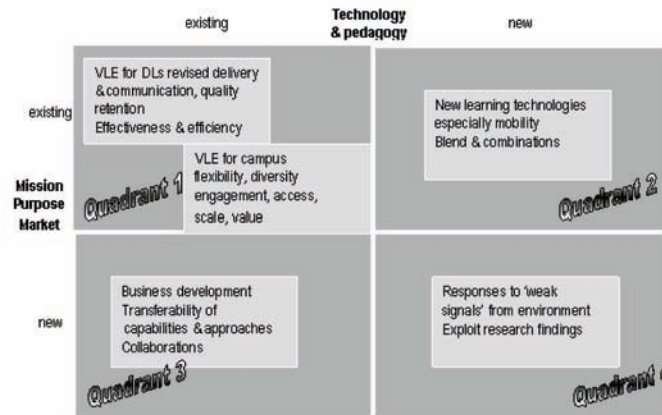 Technology
& pedagogy
existing
new
existing
VLE for DLs revised delivery
& communication, quality
retention
Effectiveness & efficiency
VLE for campus
flexibility, diversity
engagement, access,
scale, value
Quadrant 1
New learning technologies
especially mobility
Blend & combinations
Quadrant 2
Mission
Purpose
Market
new
Business development
Transferability of
capabilities & approaches
Collaborations
Quadrant 3
Responses to 'weak
signals' from environment
Exploit research findings
Quadrant